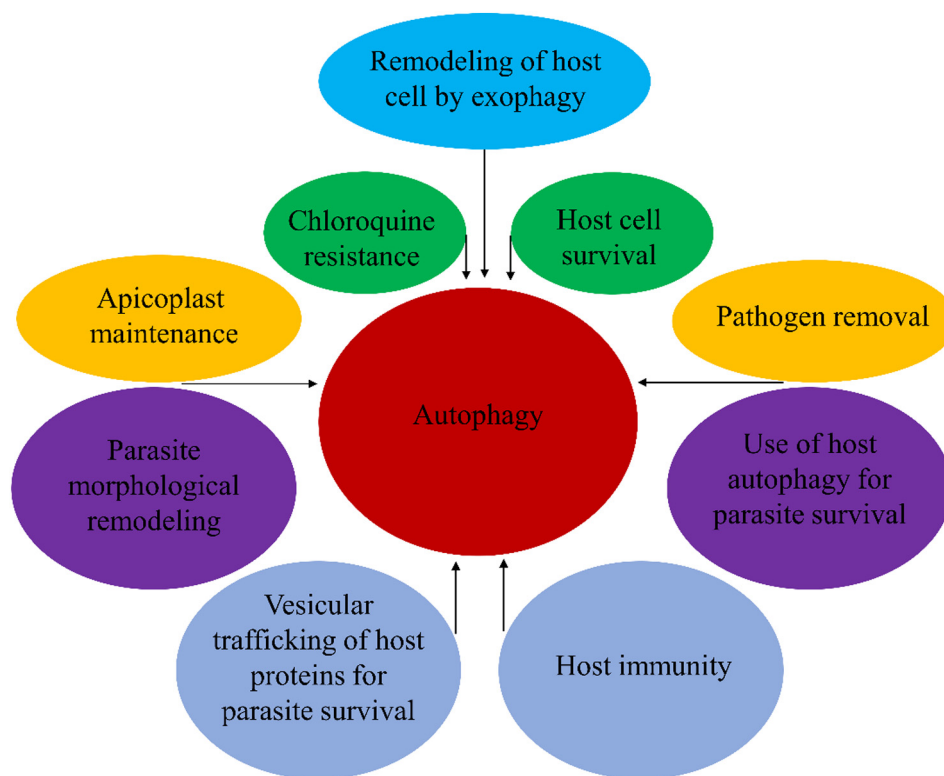 Remodeling of host
cell by exophagy
Chloroquine
resistance
Host cell
survival
Apicoplast
maintenance
Pathogen removal
Autophagy
Parasite
morphological
remodeling
Use of host
autophagy for
parasite survival
Vesicular
trafficking of host
proteins for
parasite survival
Host immunity